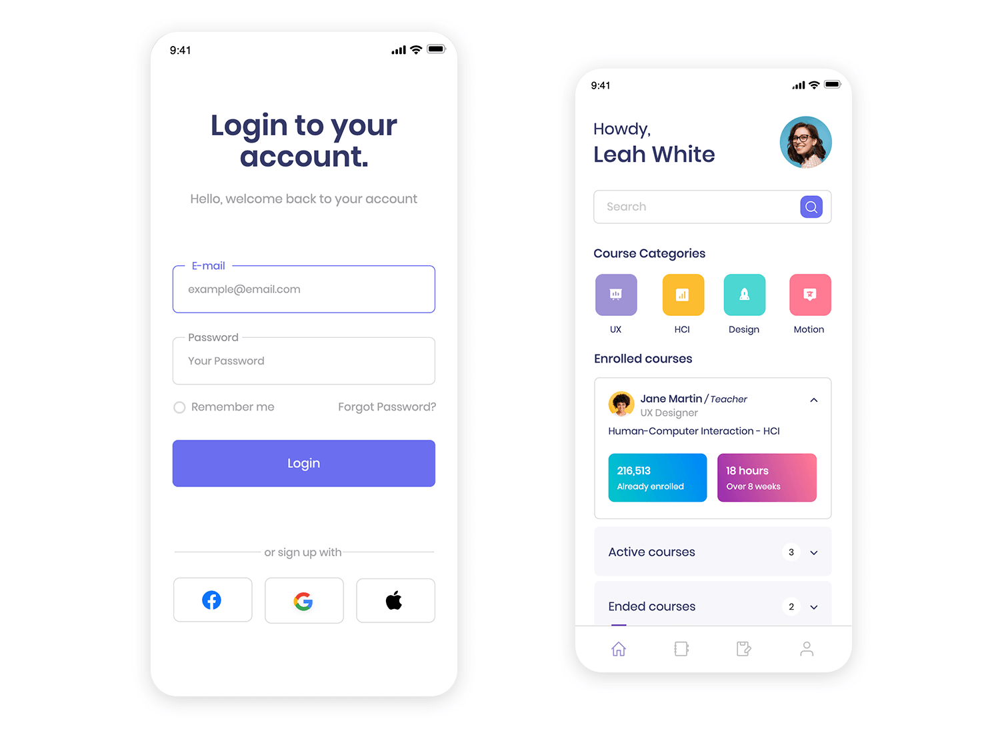 9:41
Login to your
account.
Hello, welcome back to your account
E-mail
example@email.com
Password
Your Password
Remember me
Forgot Password?
Login
or sign up with
9:41
Howdy,
Leah White
Search
Course Categories
UX
HCI
Design
Motion
Enrolled courses
Jane Martin / Teacher
UX Designer
Human-Computer Interaction - HCI
216,513
Already enrolled
18 hours
Over 8 weeks
Active courses
3
Ended courses
2